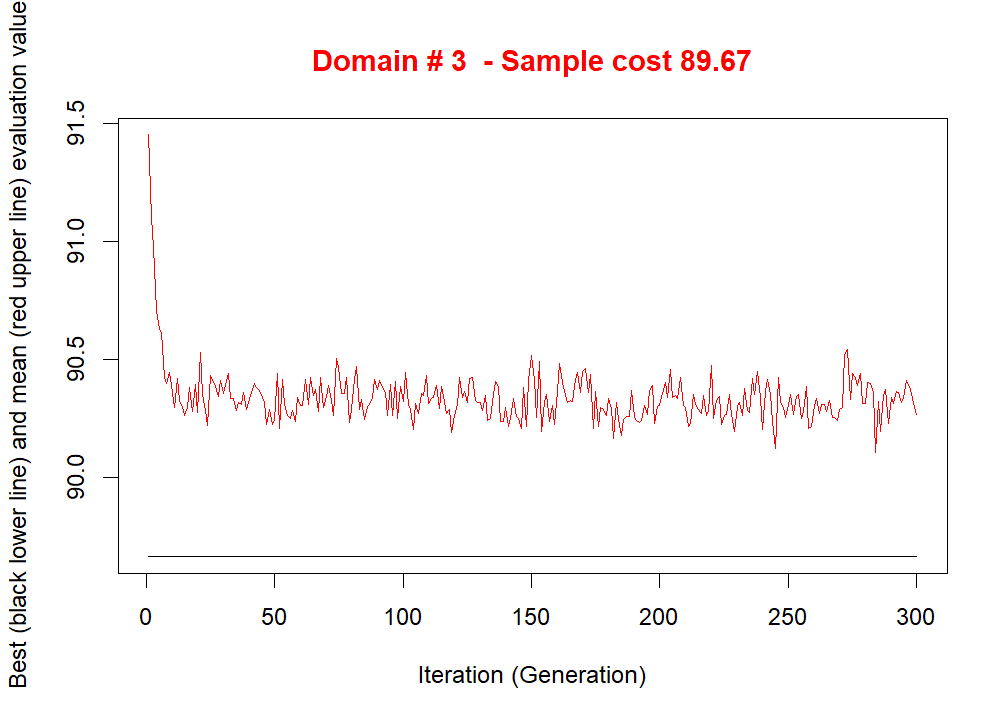 Domain # 3  - Sample cost 89.67
Best (black lower line) and mean (red upper line) evaluation value
91.5
91.0
90.5
90.0
0 50 100 150 200 250 300
Iteration (Generation)